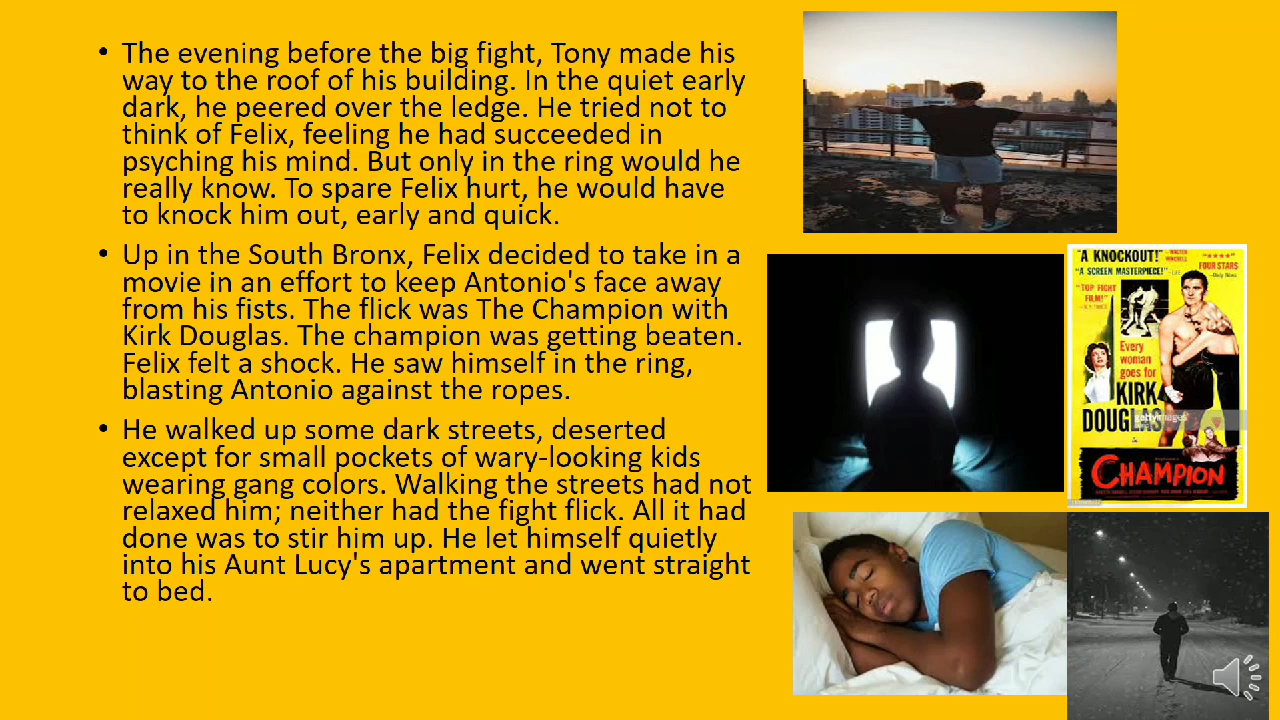 • The evening before the big fight, Tony made his
way to the roof of his building. In the quiet early
dark, he peered over the ledge. He tried not to
think of Felix, feeling he had succeeded in
psyching his mind. But only in the ring would he
really know. To spare Felix hurt, he would have
to knock him out, early and quick.
• Up in the South Bronx, Felix decided to take in a
movie in an effort to keep Antonio's face away
from his fists. The flick was The Champion with
Kirk Douglas. The champion was getting beaten.
Felix felt a shock. He saw himself in the ring,
blasting Antonio against the ropes.
• He walked up some dark streets, deserted
except for small pockets of wary-looking kids
wearing gang colors. Walking the streets had not
relaxed him; neither had the fight flick. All it had
done was to stir him up. He let himself quietly
into his Aunt Lucy's apartment and went straight
to bed.
"A KNOCKOUT!"
"A SCREEN MASTERPIECE!"
FOUR STARS
"TOP FIGHT
FILM!"
Every
woman
goes for
KIRK
DOUGLAS
gettyimages
CHAMPION